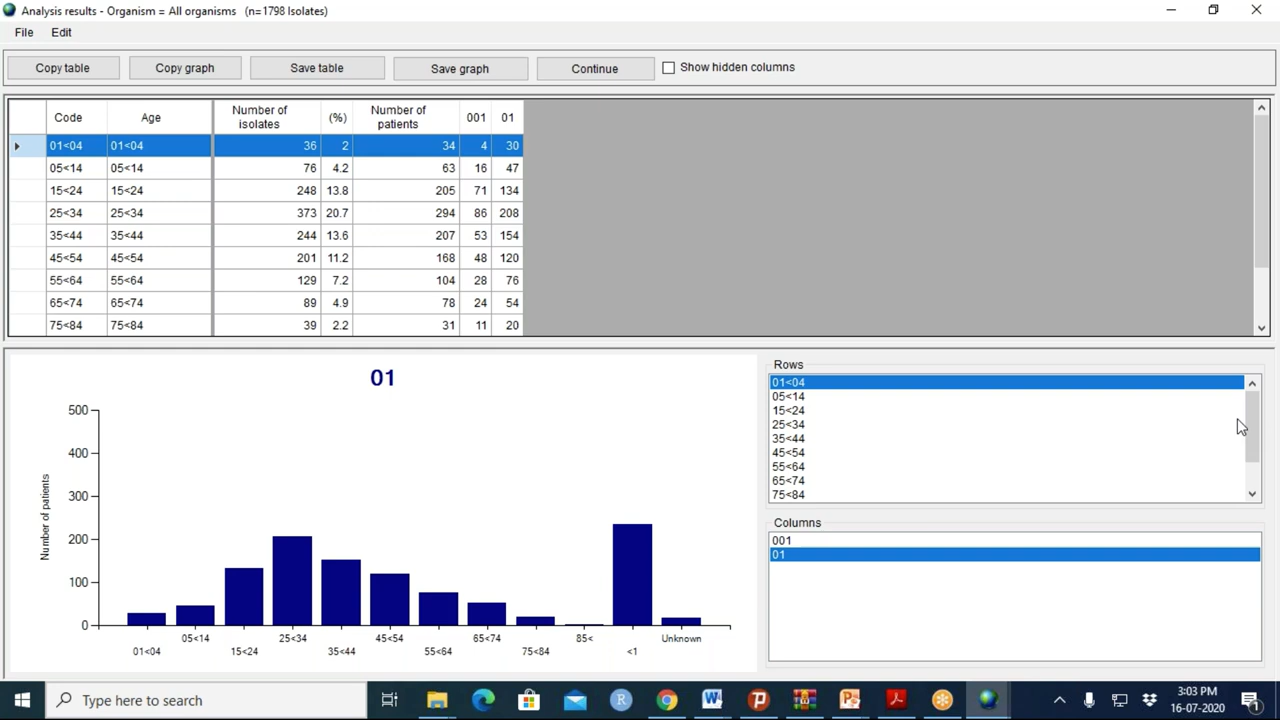 Analysis results - Organism = All organisms (n=1798 Isolates)
File Edit
Copy table Copy graph Save table Save graph Continue Show hidden columns
Code Age Number of isolates (%) Number of patients 001 01
01<04 01<04 36 2 34 4 30
05<14 05<14 76 4.2 63 16 47
15<24 15<24 248 13.8 205 71 134
25<34 25<34 373 20.7 294 86 208
35<44 35<44 244 13.6 207 53 154
45<54 45<54 201 11.2 168 48 120
55<64 55<64 129 7.2 104 28 76
65<74 65<74 89 4.9 78 24 54
75<84 75<84 39 2.2 31 11 20
01
500
400
300
200
100
0
Number of patients
05<14 25<34 45<54 65<74 85< Unknown
01<04 15<24 35<44 55<64 75<84 <1
Rows
01<04
05<14
15<24
25<34
35<44
45<54
55<64
65<74
75<84
Columns
001
01
Type here to search
3:03 PM
16-07-2020